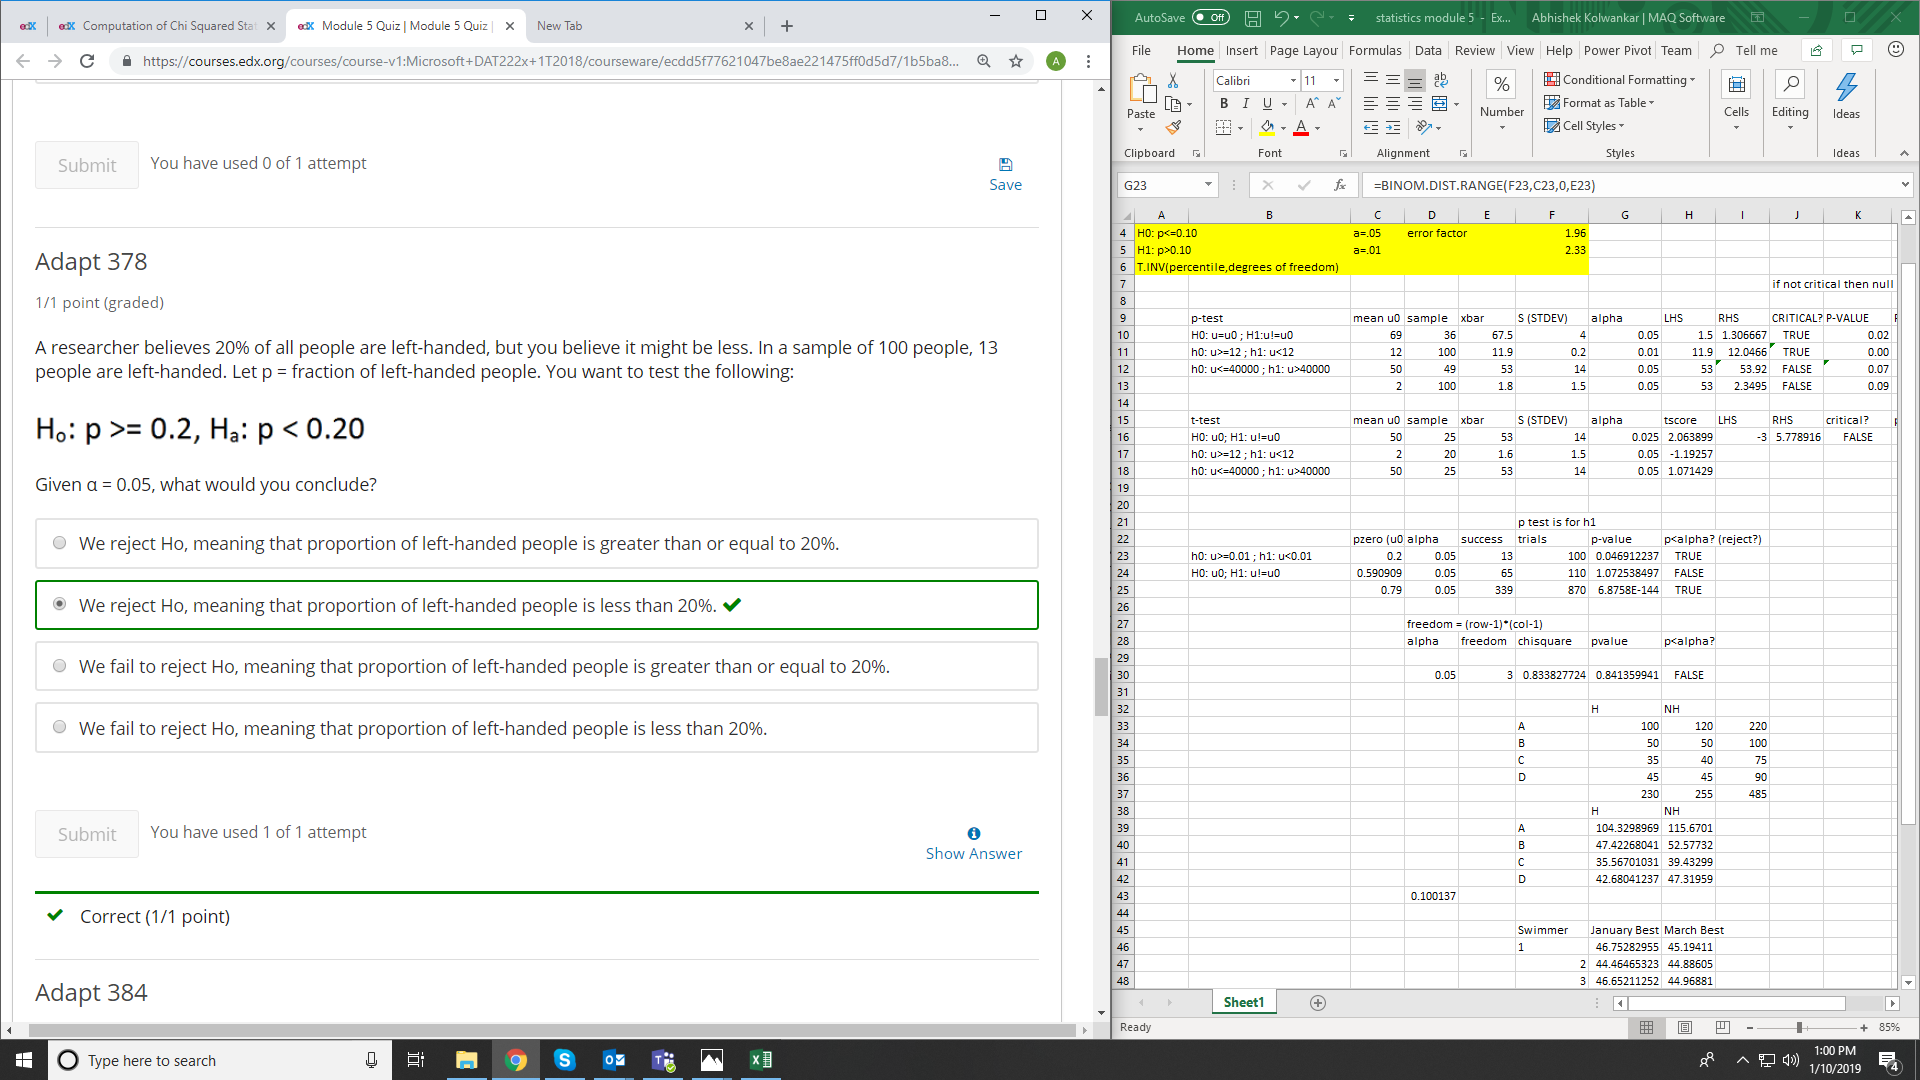 Computation of Chi Squared Stat
Module 5 Quiz | Module 5 Quiz |
New Tab
https://courses.edx.org/courses/course-v1:Microsoft+DAT222x+1T2018/courseware/ecdd5f77621047be8ae221475ff0d5d7/1b5ba8...
A
Submit
You have used 0 of 1 attempt
Save
Adapt 378
1/1 point (graded)
A researcher believes 20% of all people are left-handed, but you believe it might be less. In a sample of 100 people, 13
people are left-handed. Let p = fraction of left-handed people. You want to test the following:
Hₒ: p >= 0.2, Hₐ: p < 0.20
Given α = 0.05, what would you conclude?
We reject Ho, meaning that proportion of left-handed people is greater than or equal to 20%.
We reject Ho, meaning that proportion of left-handed people is less than 20%.
We fail to reject Ho, meaning that proportion of left-handed people is greater than or equal to 20%.
We fail to reject Ho, meaning that proportion of left-handed people is less than 20%.
Submit
You have used 1 of 1 attempt
Show Answer
Correct (1/1 point)
Adapt 384
AutoSave Off statistics module 5 - Ex... Abhishek Kolwankar | MAQ Software
File Home Insert Page Layour Formulas Data Review View Help Power Pivot Team Tell me
Paste Calibri 11 B I U Number Conditional Formatting Format as Table Cell Styles Cells Editing Ideas
Clipboard Font Alignment Styles Ideas
G23 =BINOM.DIST.RANGE(F23,C23,0,E23)
A B C D E F G H I J K
4 H0: p<=0.10 a=.05 error factor 1.96
5 H1: p>0.10 a=.01 2.33
6 T.INV(percentile,degrees of freedom)
7 if not critical then null
8
9 p-test mean u0 sample xbar S (STDEV) alpha LHS RHS CRITICAL? P-VALUE
10 H0: u=u0 ; H1:u!=u0 69 36 67.5 4 0.05 1.5 1.306667 TRUE 0.02
11 h0: u>=12 ; h1: u<12 12 100 11.9 0.2 0.01 11.9 12.0466 TRUE 0.00
12 h0: u<=40000 ; h1: u>40000 50 49 53 14 0.05 53 53.92 FALSE 0.07
13 2 100 1.8 1.5 0.05 53 2.3495 FALSE 0.09
14
15 t-test mean u0 sample xbar S (STDEV) alpha tscore LHS RHS critical?
16 H0: u0; H1: u!=u0 50 25 53 14 0.025 2.063899 -3 5.778916 FALSE
17 h0: u>=12 ; h1: u<12 2 20 1.6 1.5 0.05 -1.19257
18 h0: u<=40000 ; h1: u>40000 50 25 53 14 0.05 1.071429
19
20
21 p test is for h1
22 pzero (u0 alpha success trials p-value p<alpha? (reject?)
23 h0: u>=0.01 ; h1: u<0.01 0.2 0.05 13 100 0.046912237 TRUE
24 H0: u0; H1: u!=u0 0.590909 0.05 65 110 1.072538497 FALSE
25 0.79 0.05 339 870 6.8758E-144 TRUE
26
27 freedom = (row-1)*(col-1)
28 alpha freedom chisquare pvalue p<alpha?
29
30 0.05 3 0.833827724 0.841359941 FALSE
31
32 H NH
33 A 100 120 220
34 B 50 50 100
35 C 35 40 75
36 D 45 45 90
37 230 255 485
38 H NH
39 A 104.3298969 115.6701
40 B 47.42268041 52.57732
41 C 35.56701031 39.43299
42 D 42.68041237 47.31959
43 0.100137
44
45 Swimmer January Best March Best
46 1 46.75282955 45.19411
47 2 44.46465323 44.88605
48 3 46.65211252 44.96881
Sheet1
Ready 85%
Type here to search
1:00 PM
1/10/2019
4